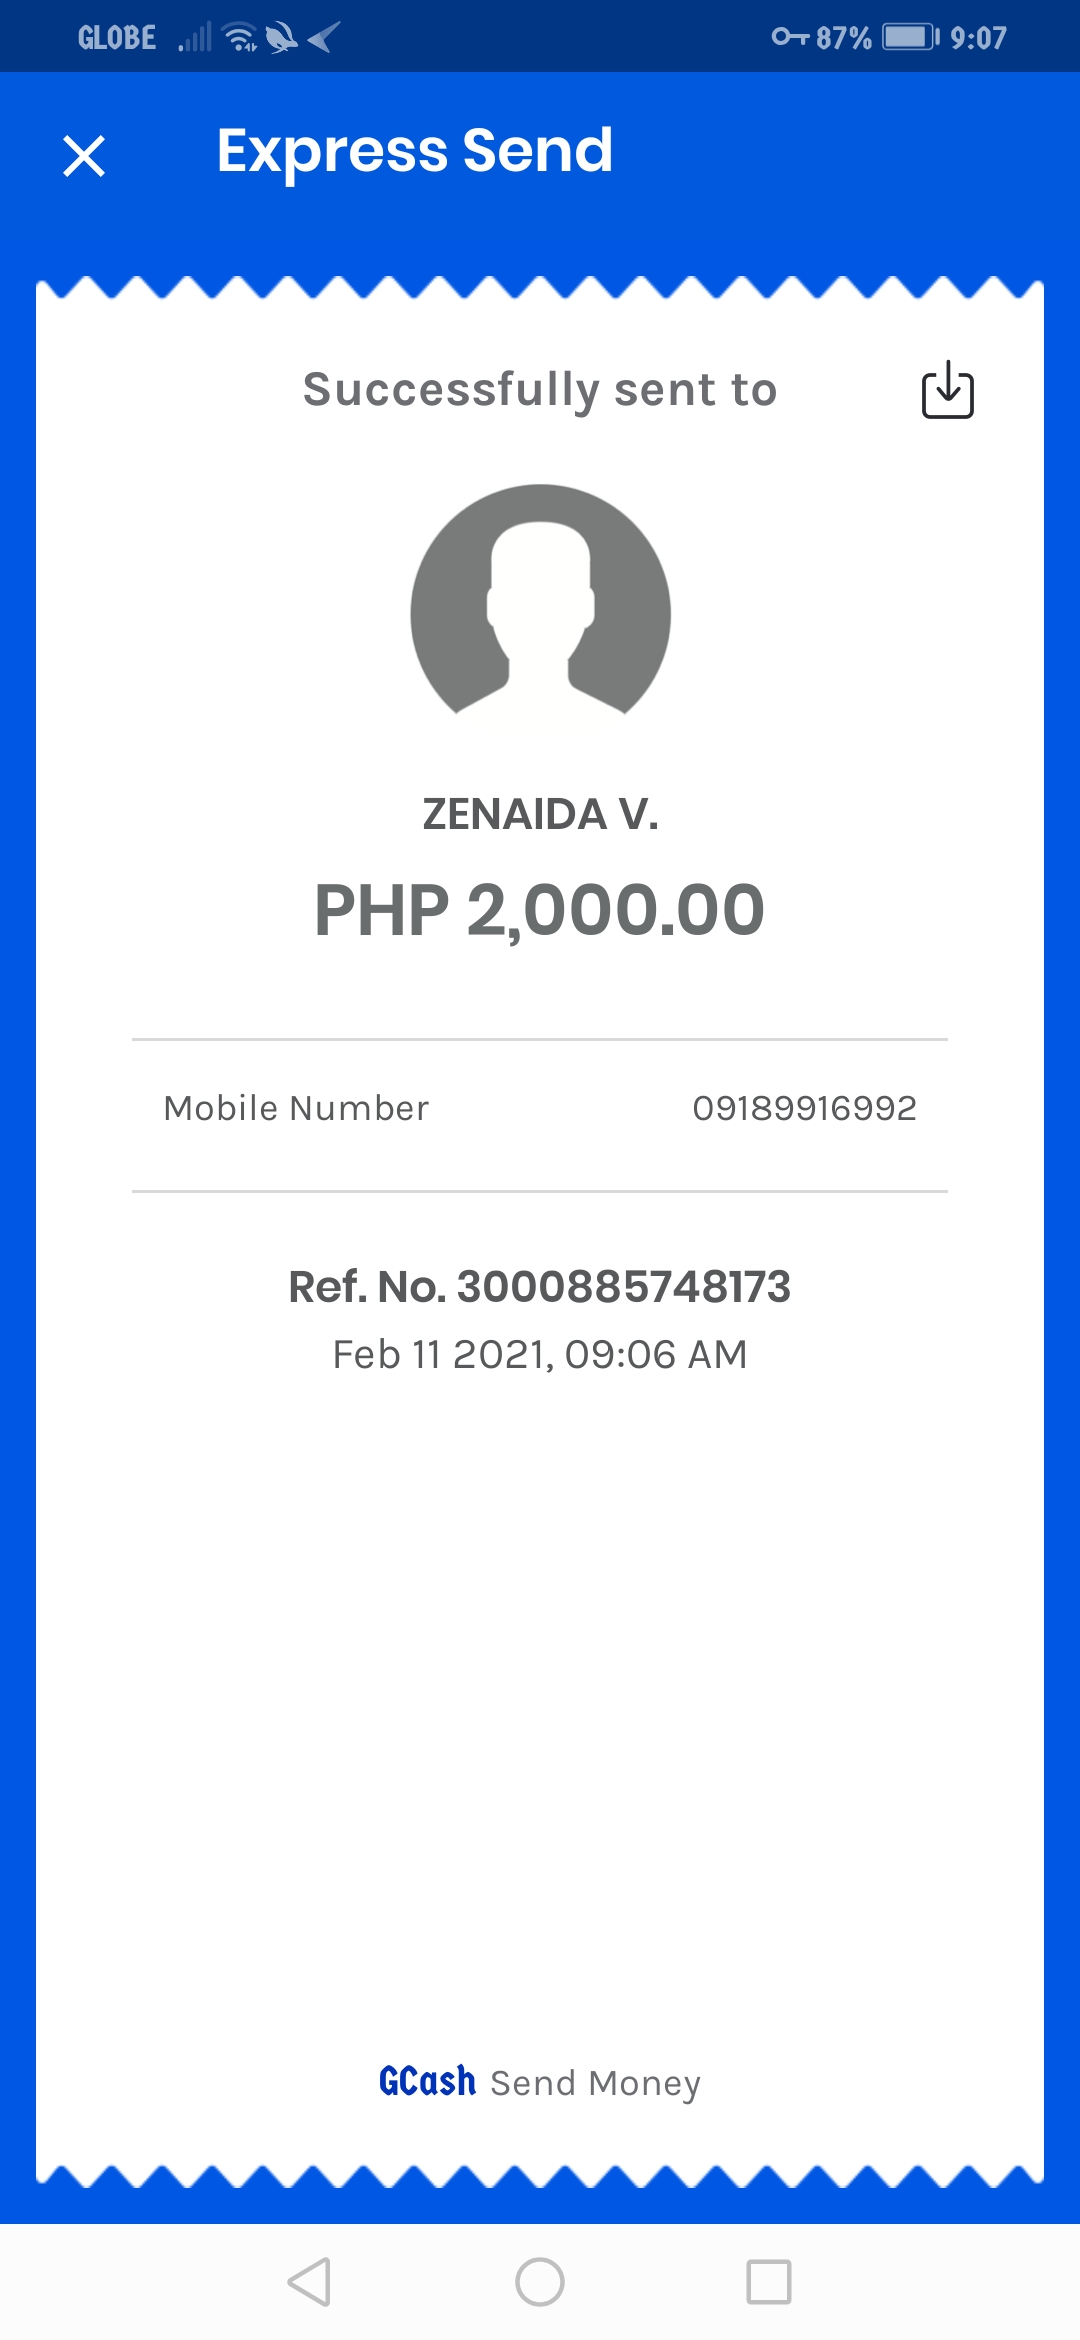 GLOBE 87% 9:07
Express Send
Successfully sent to
ZENAIDA V.
PHP 2,000.00
Mobile Number 09189916992
Ref. No. 3000885748173
Feb 11 2021, 09:06 AM
GCash Send Money